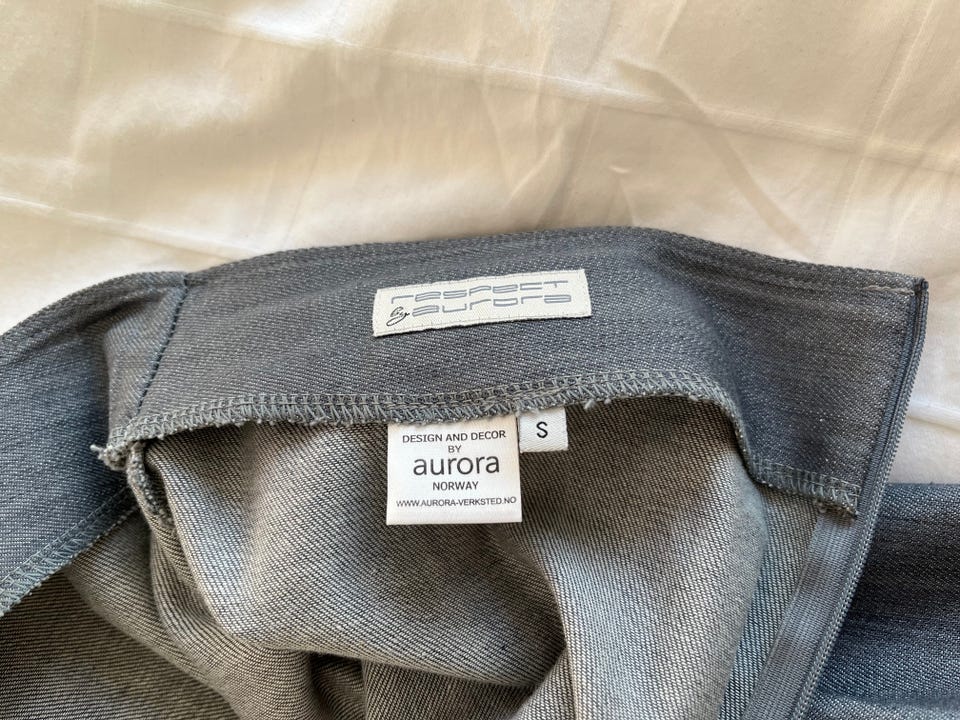 respect
by aurora
DESIGN AND DECOR
BY
aurora
NORWAY
WWW.AURORA-VERKSTED.NO
S